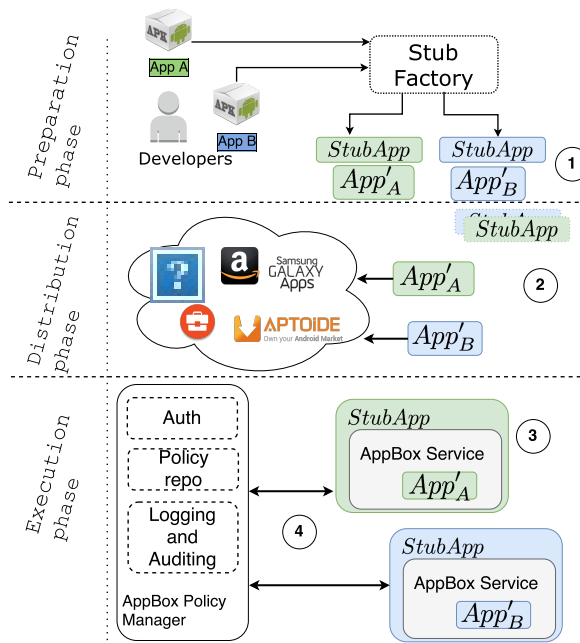 Preparation
phase
APK
App A
APK
App B
Developers
Stub
Factory
StubApp
App′A
StubApp
App′B
1
Distribution
phase
?
a
Samsung
GALAXY
Apps
APTOIDE
Own your Android Market
StubApp
StubApp
App′A
App′B
2
Execution
phase
Auth
Policy
repo
Logging
and
Auditing
AppBox Policy
Manager
StubApp
AppBox Service
App′A
3
4
StubApp
AppBox Service
App′B